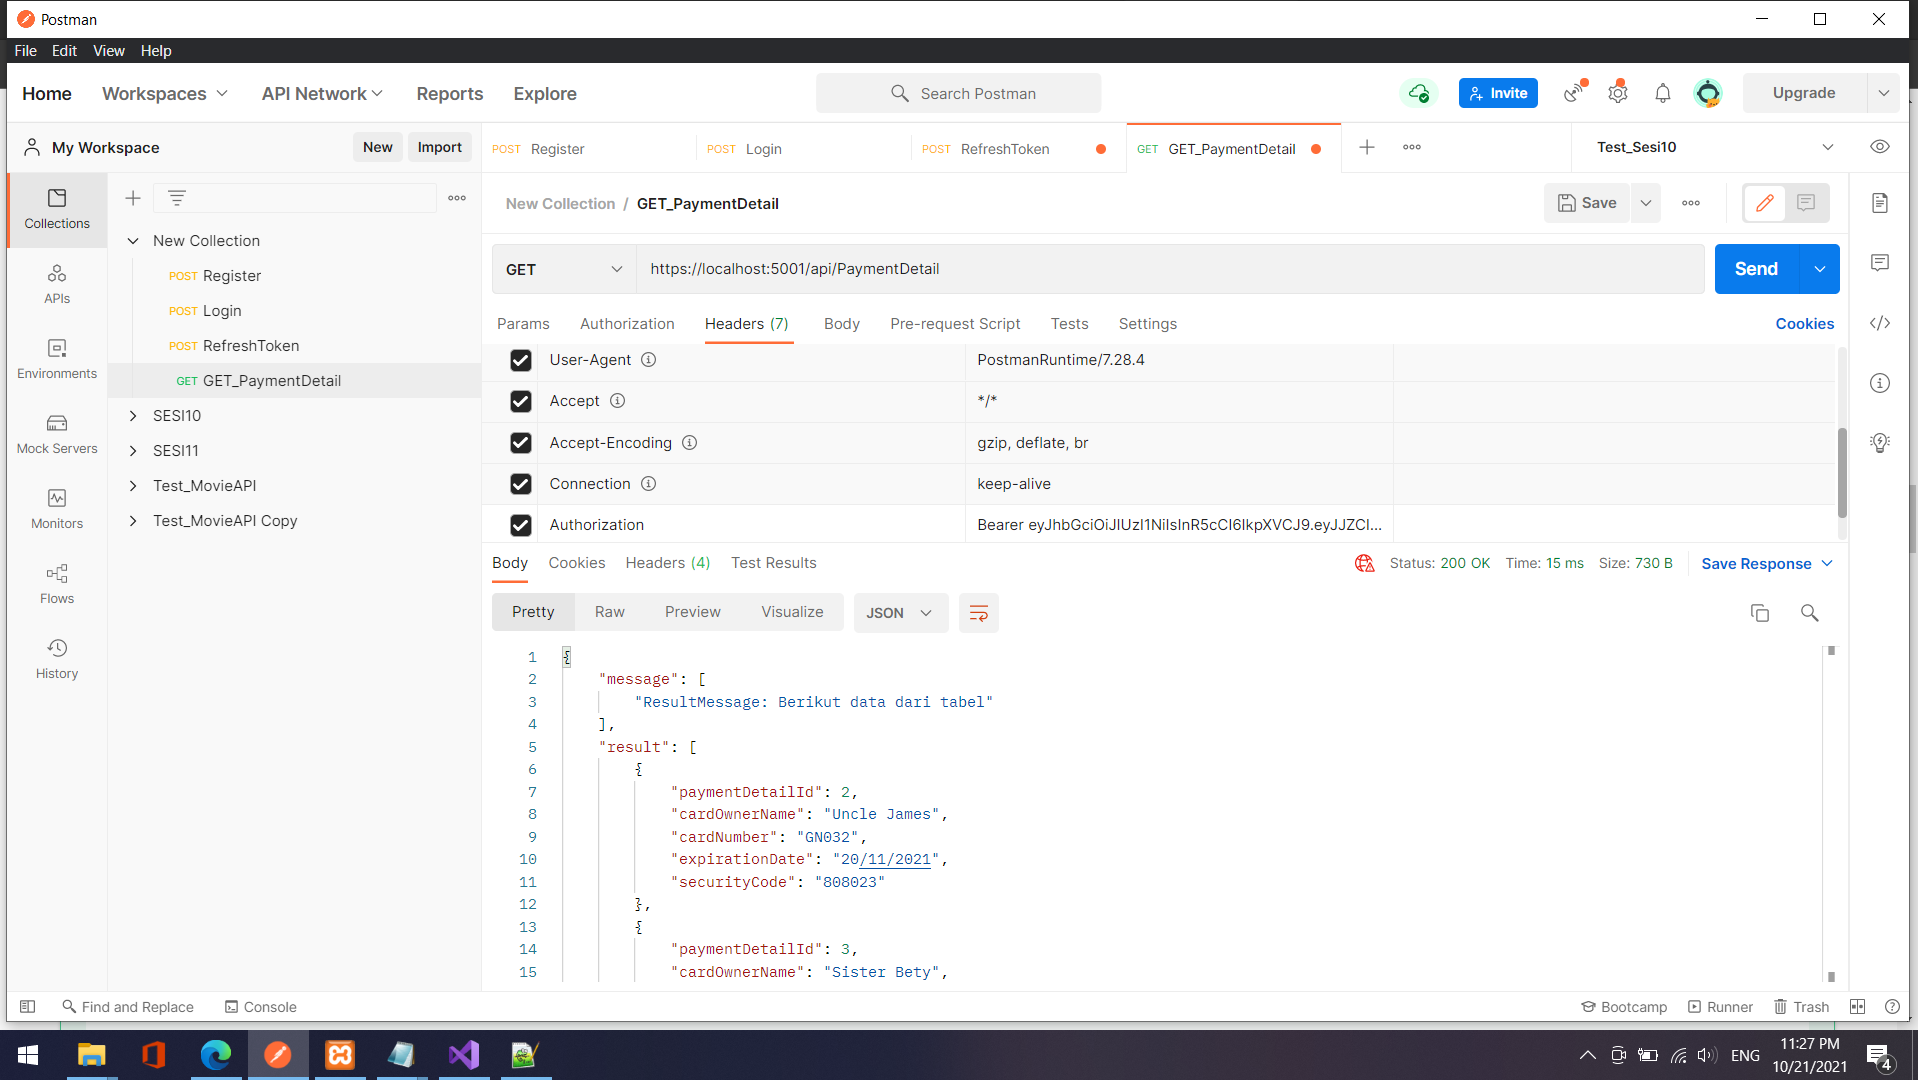 Postman
File Edit View Help
Home Workspaces API Network Reports Explore Search Postman Invite Upgrade
My Workspace New Import POST Register POST Login POST RefreshToken GET GET_PaymentDetail Test_Sesi10
Collections
APIs
Environments
Mock Servers
Monitors
Flows
History
New Collection
POST Register
POST Login
POST RefreshToken
GET GET_PaymentDetail
SESI10
SESI11
Test_MovieAPI
Test_MovieAPI Copy
New Collection / GET_PaymentDetail Save
GET https://localhost:5001/api/PaymentDetail Send
Params Authorization Headers (7) Body Pre-request Script Tests Settings Cookies
User-Agent PostmanRuntime/7.28.4
Accept */*
Accept-Encoding gzip, deflate, br
Connection keep-alive
Authorization Bearer eyJhbGciOiJIUzI1NiIsInR5cCI6IkpXVCJ9.eyJJZCI...
Body Cookies Headers (4) Test Results Status: 200 OK Time: 15 ms Size: 730 B Save Response
Pretty Raw Preview Visualize JSON
1 {
2 "message": [
3 "ResultMessage: Berikut data dari tabel"
4 ],
5 "result": [
6 {
7 "paymentDetailId": 2,
8 "cardOwnerName": "Uncle James",
9 "cardNumber": "GN032",
10 "expirationDate": "20/11/2021",
11 "securityCode": "808023"
12 },
13 {
14 "paymentDetailId": 3,
15 "cardOwnerName": "Sister Bety",
Find and Replace Console Bootcamp Runner Trash
ENG
11:27 PM
10/21/2021
4